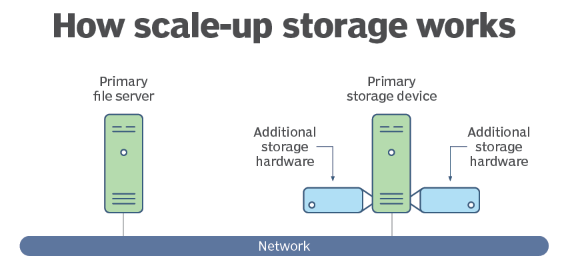 How scale-up storage works
Primary
file server
Primary
storage device
Additional
storage
hardware
Additional
storage
hardware
Network